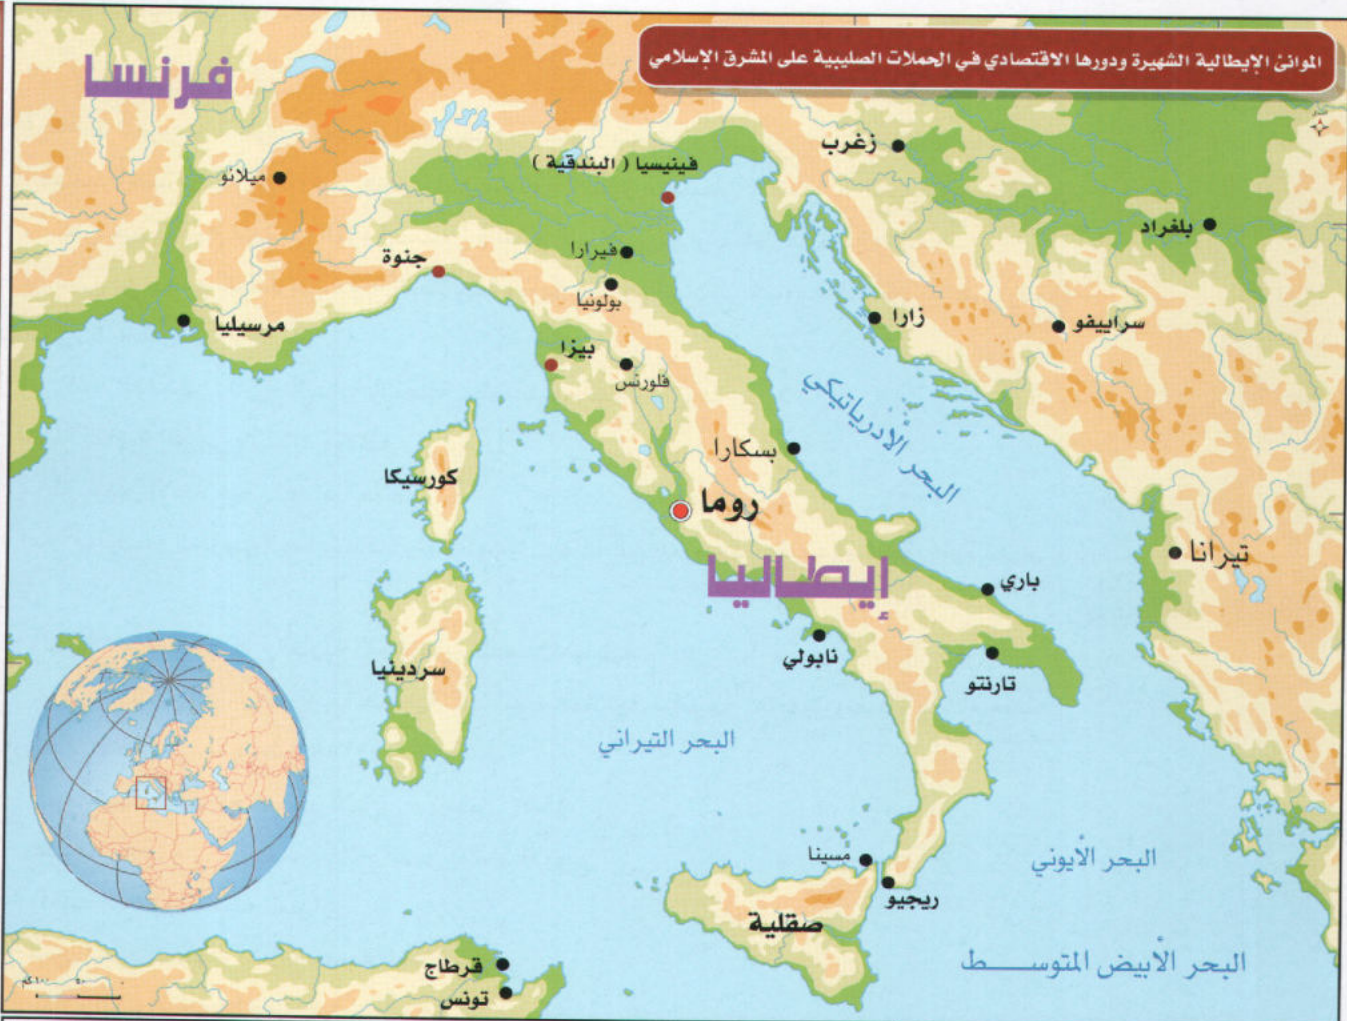 الموانئ الإيطالية الشهيرة ودورها الاقتصادي في الحملات الصليبية على المشرق الإسلامي
فرنسا
زغرب
فينيسيا ( البندقية )
ميلانو
بلغراد
فيرارا
جنوة
بولونيا
زارا
سراييفو
مرسيليا
بيزا
فلورنس
البحر الأدرياتيكي
بسكارا
كورسيكا
روما
تيرانا
إيطاليا
باري
نابولي
سردينيا
تارنتو
البحر التيراني
مسينا
البحر الأيوني
ريجيو
صقلية
البحر الأبيض المتوسط
قرطاج
تونس